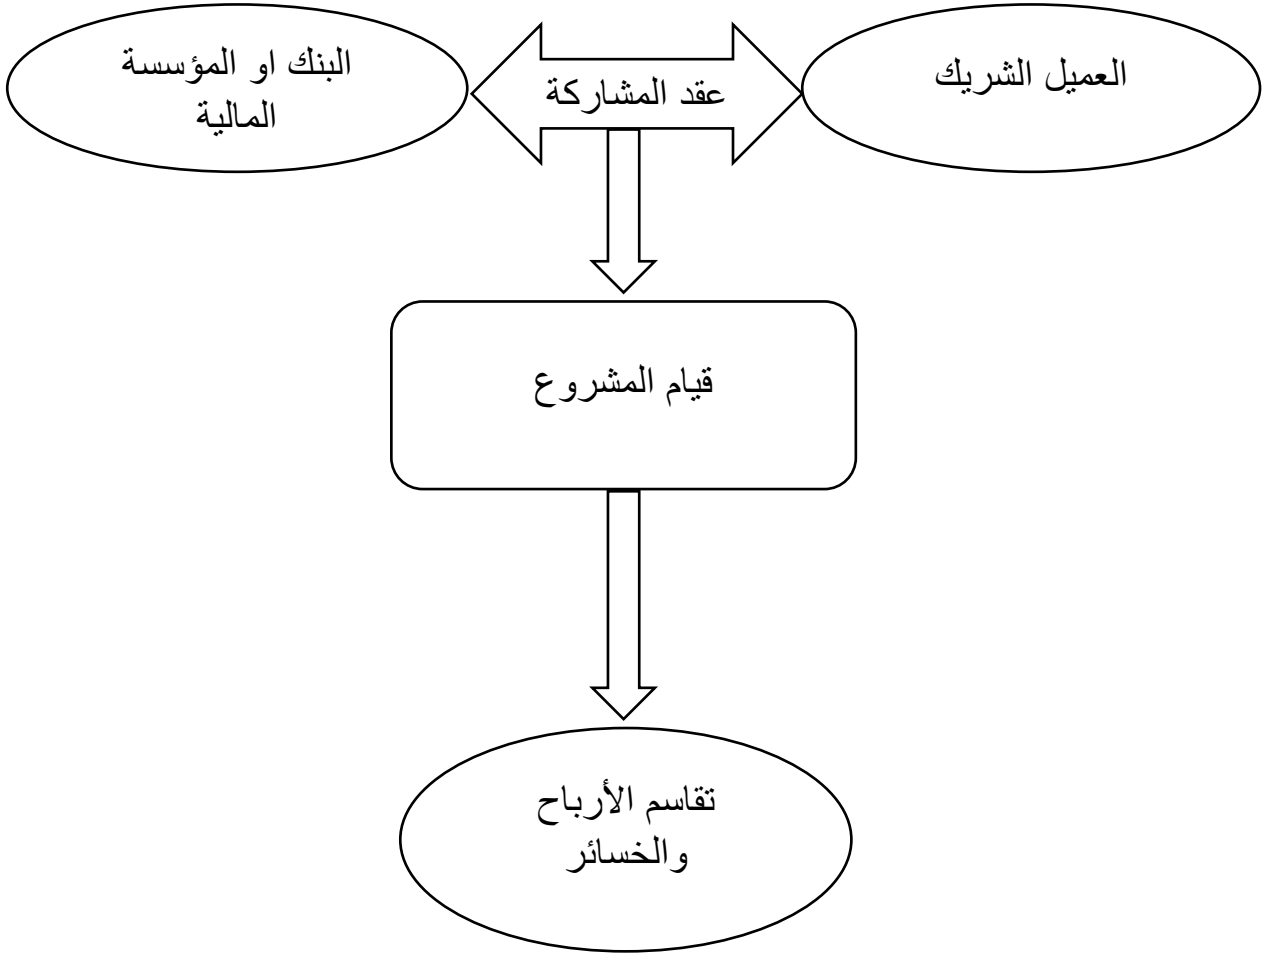 العميل الشريك
عقد المشاركة
البنك او المؤسسة
المالية
قيام المشروع
تقاسم الأرباح
والخسائر